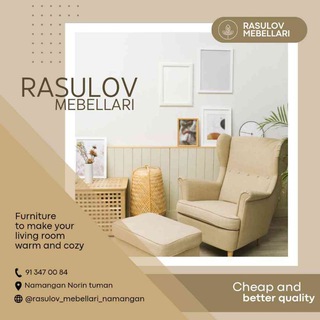 RASULOV
MEBELLARI
RASULOV
MEBELLARI
Furniture
to make your
living room
warm and cozy
91 347 00 84
Namangan Norin tuman
@rasulov_mebellari_namangan
Cheap and
better quality